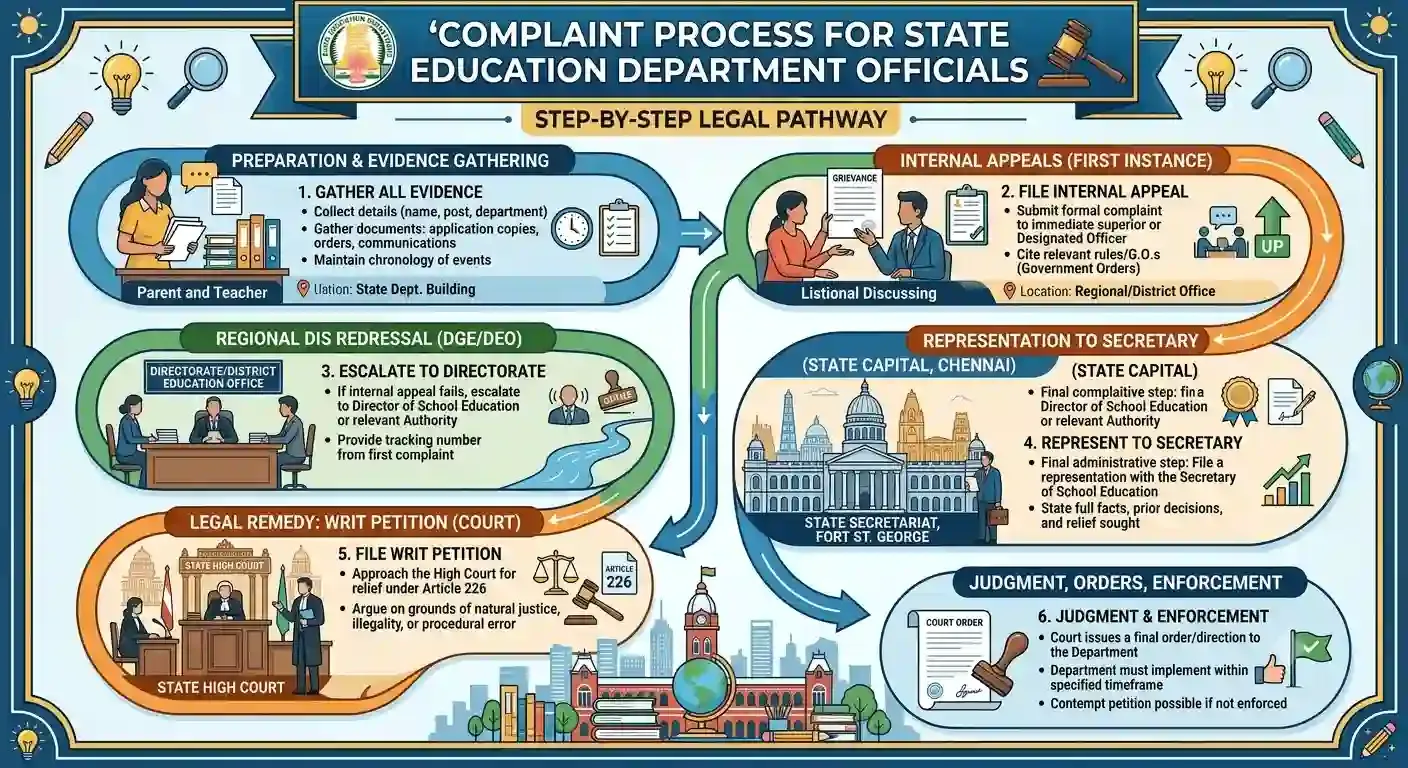 ‘COMPLAINT PROCESS FOR STATE
EDUCATION DEPARTMENT OFFICIALS
STEP-BY-STEP LEGAL PATHWAY
PREPARATION & EVIDENCE GATHERING
1. GATHER ALL EVIDENCE
• Collect details (name, post, department)
• Gather documents: application copies,
orders, communications
• Maintain chronology of events
Parent and Teacher
Uation: State Dept. Building
INTERNAL APPEALS (FIRST INSTANCE)
GRIEVANCE
2. FILE INTERNAL APPEAL
• Submit formal complaint
to immediate superior or
Designated Officer
• Cite relevant rules/G.O.s
(Government Orders)
UP
Listional Discussing
Location: Regional/District Office
REGIONAL DIS REDRESSAL (DGE/DEO)
DIRECTORATE/DISTRICT
EDUCATION OFFICE
3. ESCALATE TO DIRECTORATE
• If internal appeal fails, escalate
to Director of School Education
or relevant Authority
• Provide tracking number
from first complaint
REPRESENTATION TO SECRETARY
(STATE CAPITAL, CHENNAI)
(STATE CAPITAL)
• Final complaitive step: fin a
Director of School Education
or relevant Authority
4. REPRESENT TO SECRETARY
• Final administrative step: File a
representation with the Secretary
of School Education
• State full facts, prior decisions,
and relief sought
STATE SECRETARIAT,
FORT ST. GEORGE
LEGAL REMEDY: WRIT PETITION (COURT)
STATE HIGH COURT
5. FILE WRIT PETITION
• Approach the High Court for
relief under Article 226
• Argue on grounds of natural justice,
illegality, or procedural error
ARTICLE
226
STATE HIGH COURT
JUDGMENT, ORDERS, ENFORCEMENT
COURT ORDER
6. JUDGMENT & ENFORCEMENT
• Court issues a final order/direction to
the Department
• Department must implement within
specified timeframe
• Contempt petition possible if not enforced